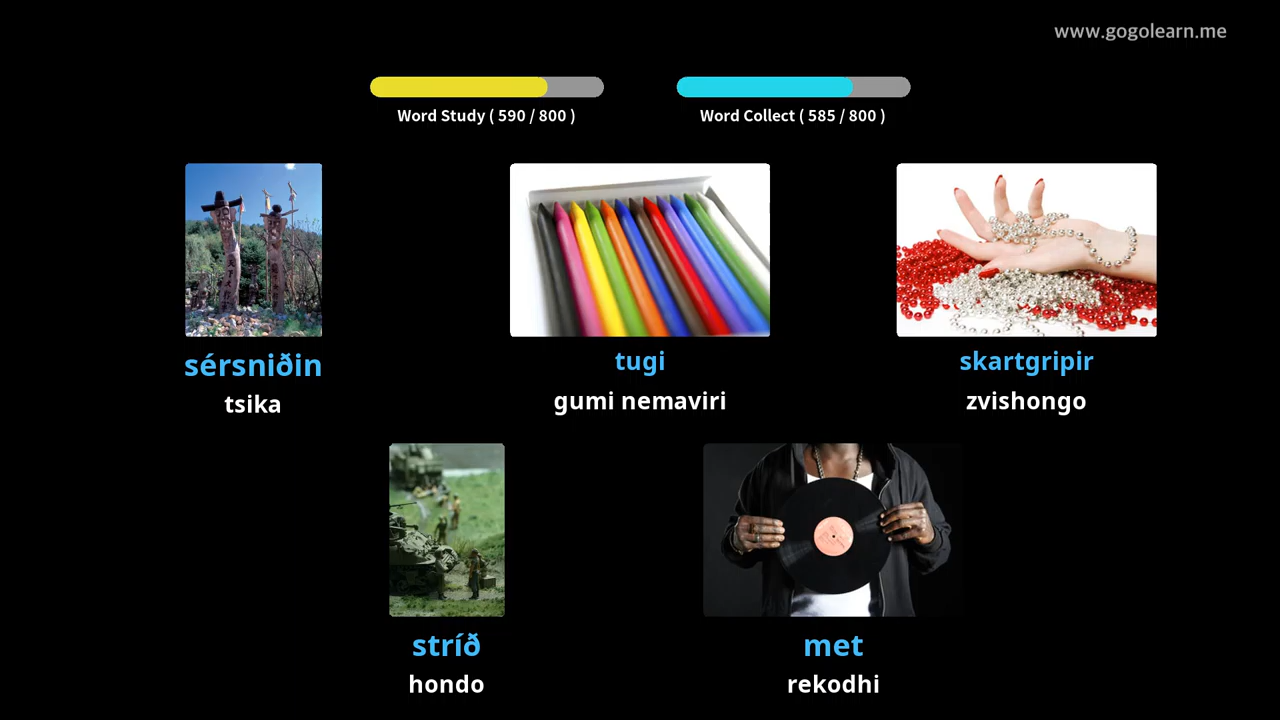 www.gogolearn.me
Word Study ( 590 / 800 )
Word Collect ( 585 / 800 )
sérsniðin
tsika
tugi
gumi nemaviri
skartgripir
zvishongo
stríð
hondo
met
rekodhi